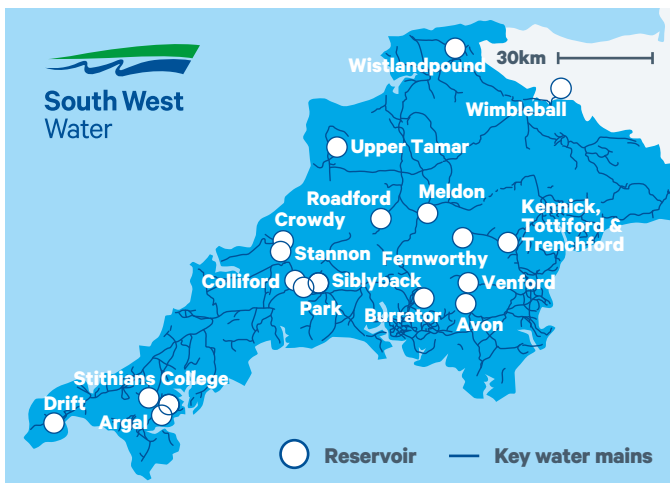 South West
Water
30km
Wistlandpound
Wimbleball
Upper Tamar
Roadford
Meldon
Kennick,
Tottiford &
Trenchford
Crowdy
Stannon
Fernworthy
Colliford
Siblyback
Venford
Park
Burrator
Avon
Stithians College
Drift
Argal
Reservoir
Key water mains